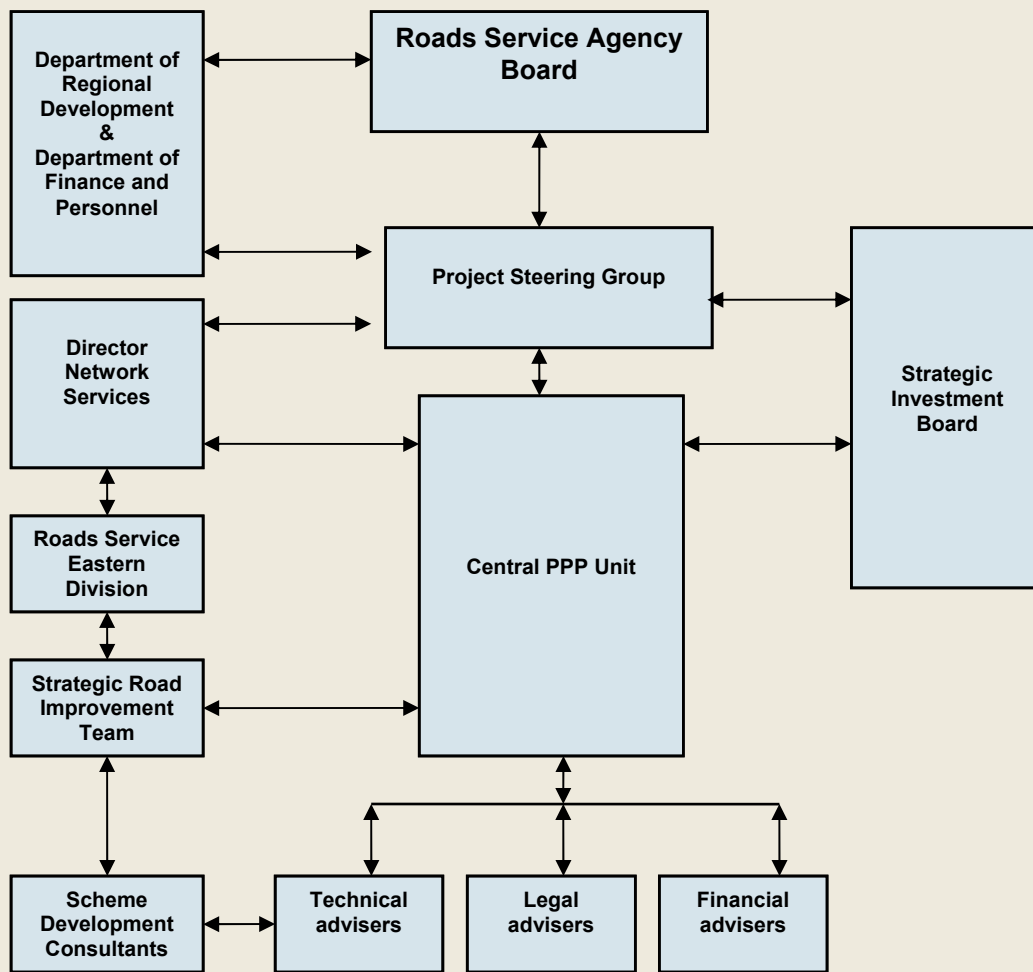 Department of
Regional
Development
&
Department of
Finance and
Personnel
Roads Service Agency
Board
Project Steering Group
Director
Network
Services
Strategic
Investment
Board
Roads Service
Eastern
Division
Central PPP Unit
Strategic Road
Improvement
Team
Scheme
Development
Consultants
Technical
advisers
Legal
advisers
Financial
advisers